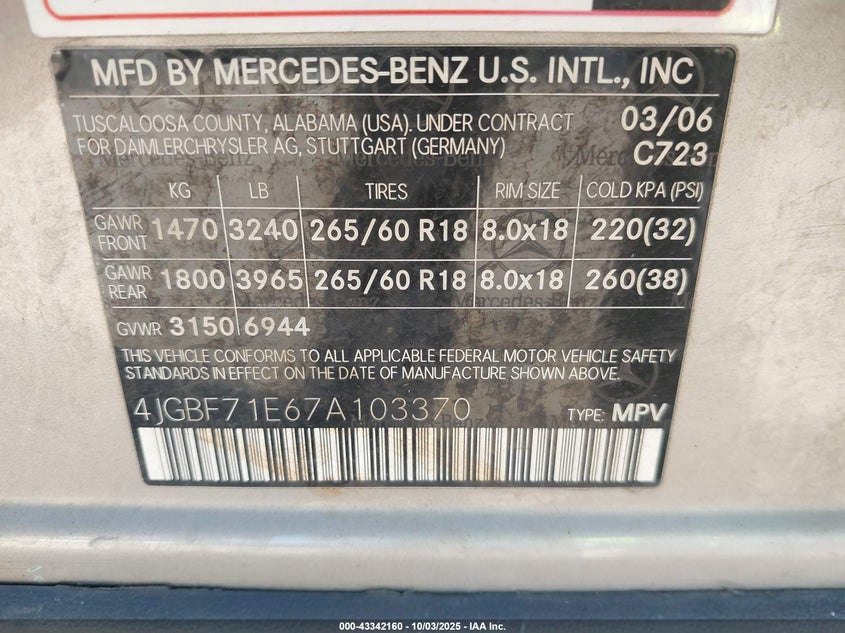 MFD BY MERCEDES-BENZ U.S. INTL., INC
TUSCALOOSA COUNTY, ALABAMA (USA). UNDER CONTRACT 03/06
FOR DAIMLERCHRYSLER AG, STUTTGART (GERMANY) C723
KG LB TIRES RIM SIZE COLD KPA (PSI)
GAWR FRONT 1470 3240 265/60 R18 8.0x18 220(32)
GAWR REAR 1800 3965 265/60 R18 8.0x18 260(38)
GVWR 3150 6944
THIS VEHICLE CONFORMS TO ALL APPLICABLE FEDERAL MOTOR VEHICLE SAFETY
STANDARDS IN EFFECT ON THE DATE OF MANUFACTURE SHOWN ABOVE.
4JGBF71E67A103370 TYPE: MPV
000-43342160 - 10/03/2025 - IAA Inc.